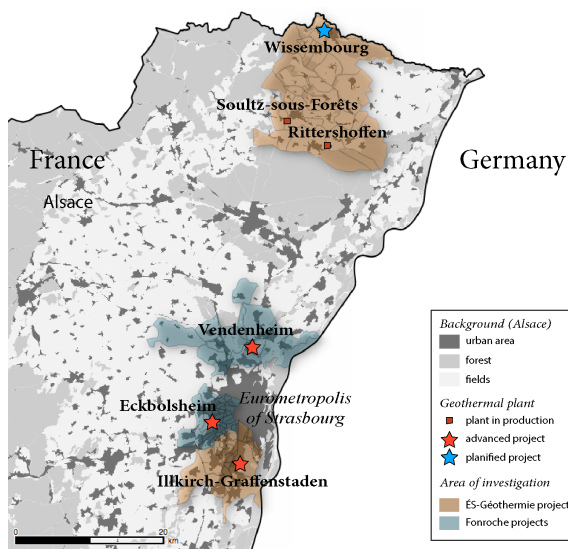 Wissembourg
Soultz-sous-Forêts
Rittershoffen
France
Germany
Alsace
Vendenheim
Eckbolsheim
Eurometropolis
of Strasbourg
Illkirch-Graffenstaden
Background (Alsace)
urban area
forest
fields
Geothermal plant
plant in production
advanced project
planified project
Area of investigation
ÉS-Géothermie project
Fonroche projects
0
20
km